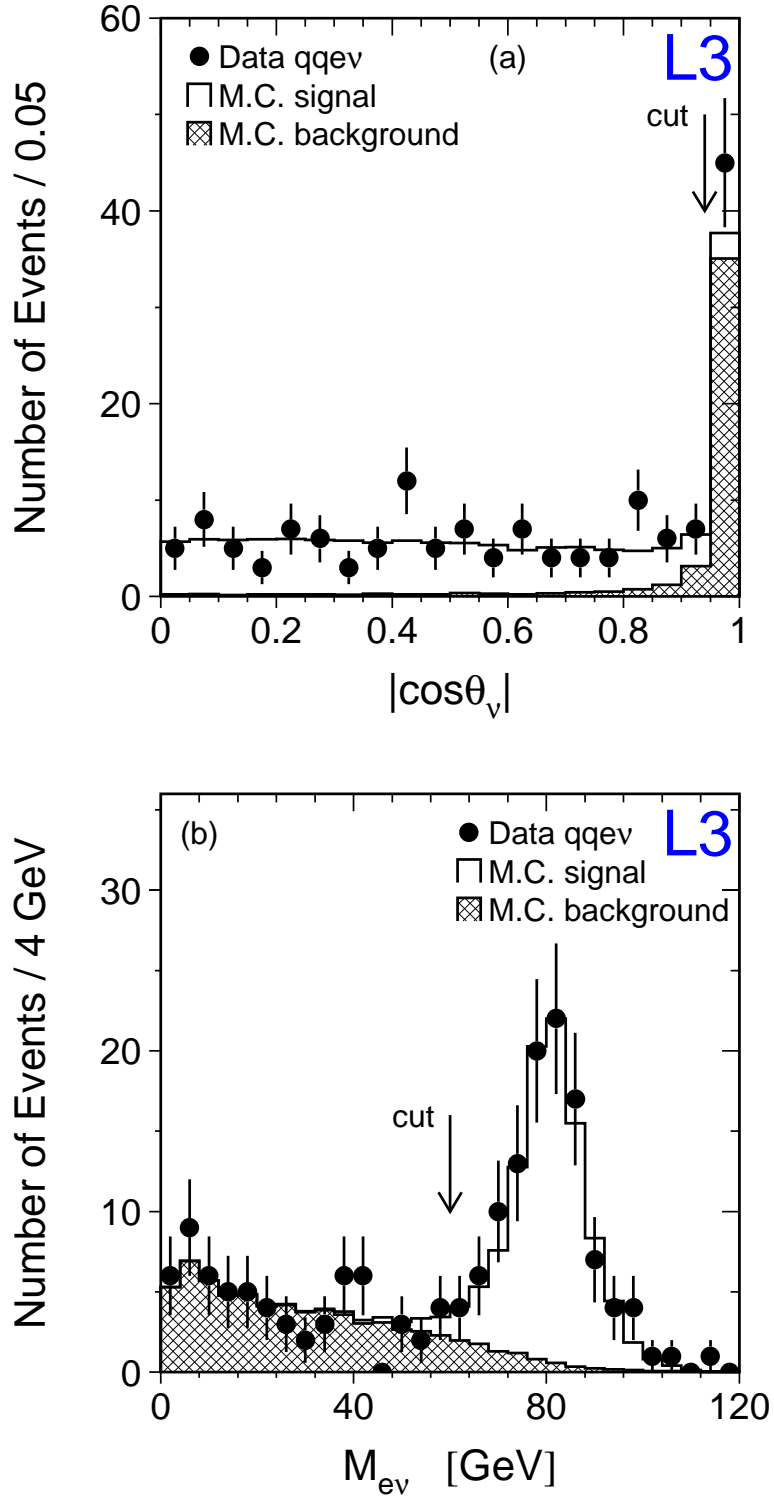 Number of Events / 0.05
60
40
20
0
Data qqeν
M.C. signal
M.C. background
(a)
L3
cut
0 0.2 0.4 0.6 0.8 1
|cosθν|
Number of Events / 4 GeV
30
20
10
0
(b)
Data qqeν
M.C. signal
M.C. background
L3
cut
0 40 80 120
Meν [GeV]